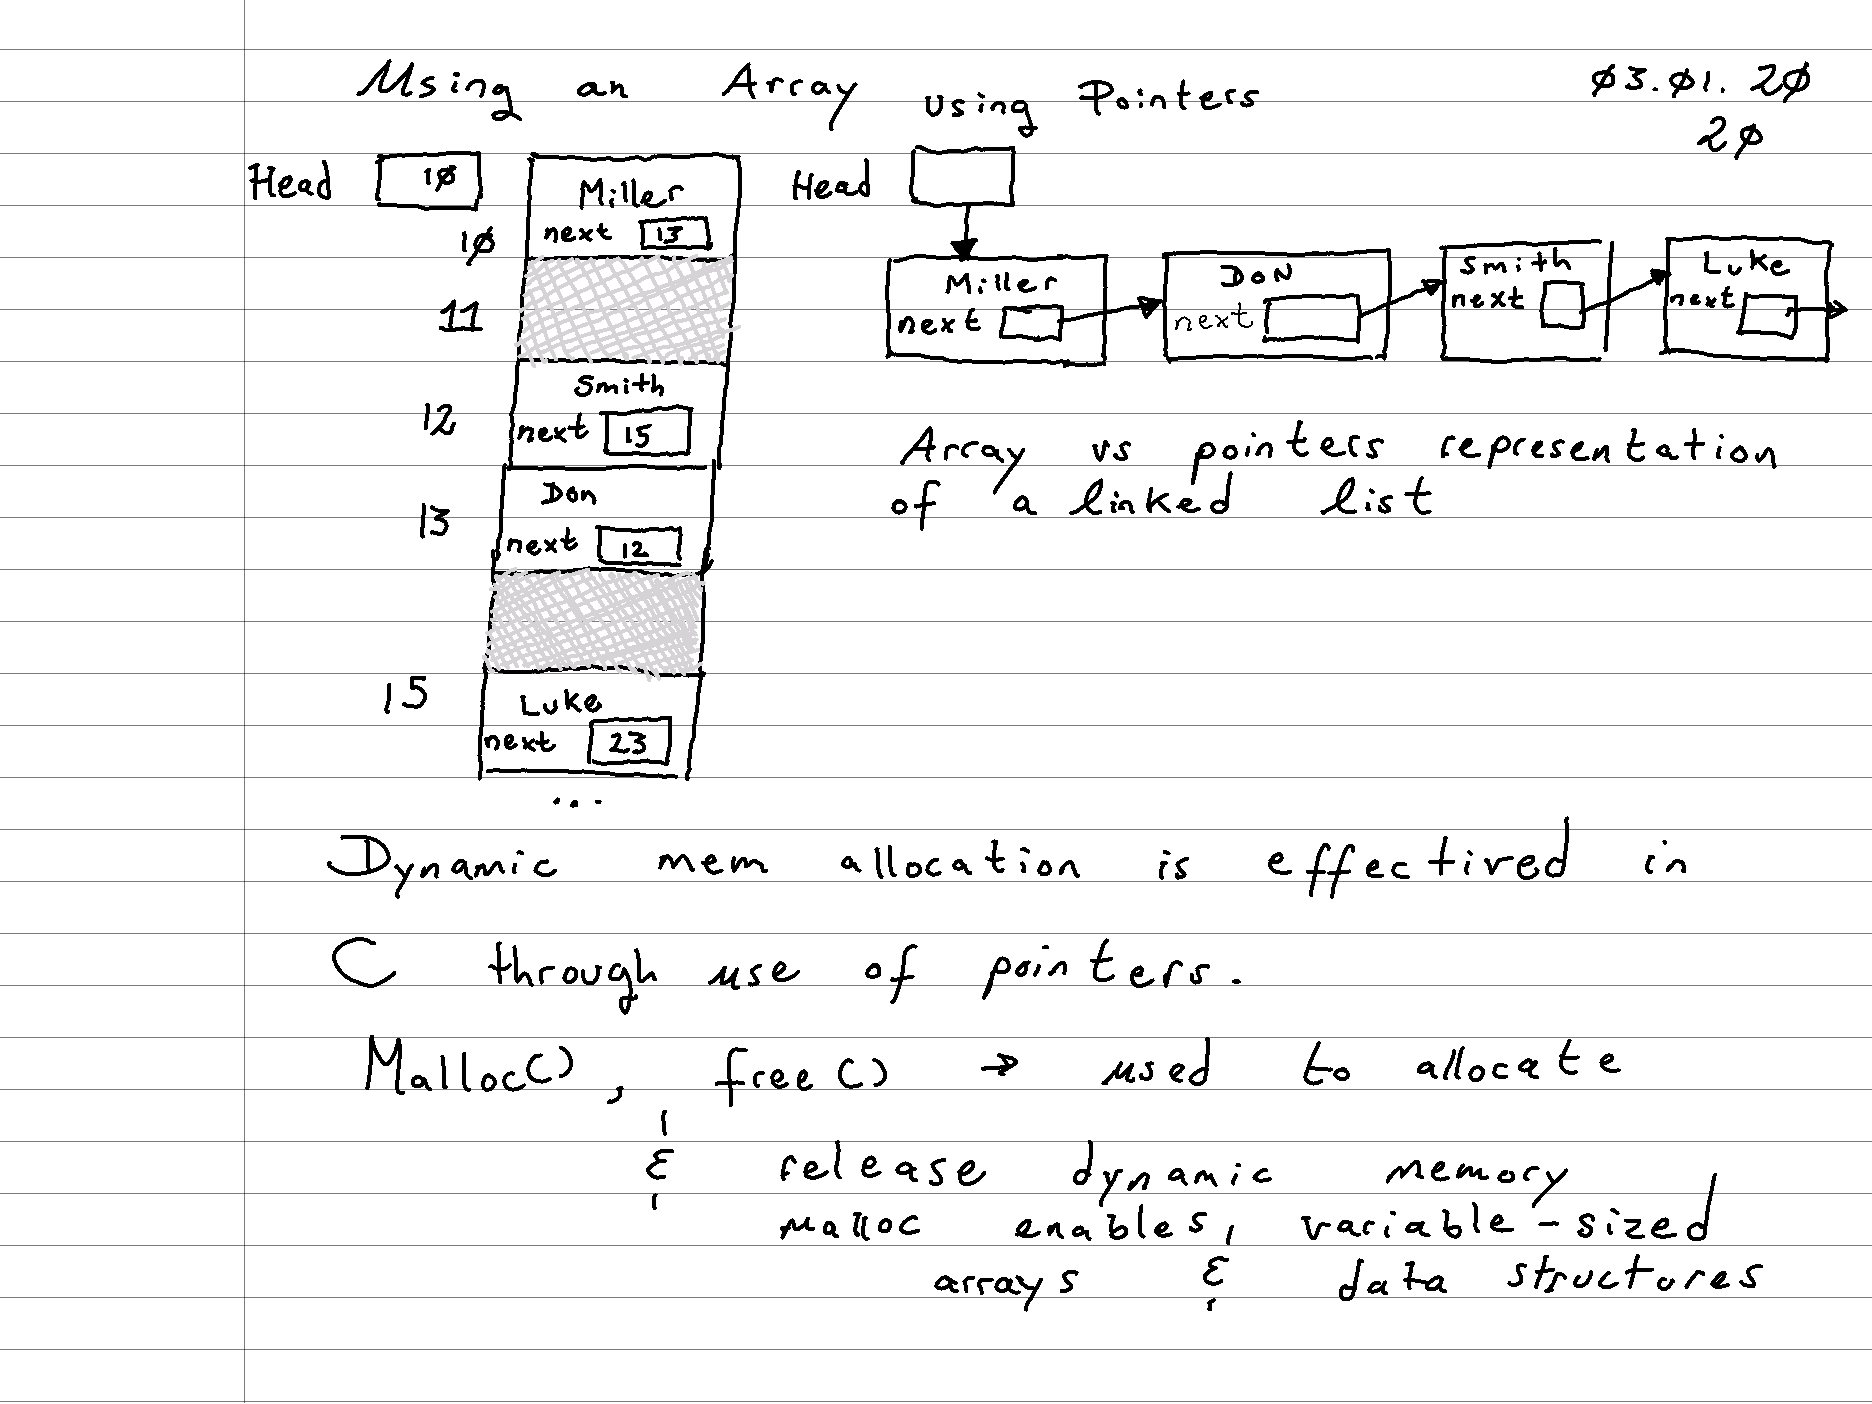 Using an Array
using Pointers
ø3.ø1.2ø
2ø
Head 1ø
Miller
1ø next 13
11
Smith
12 next 15
Don
13 next 12
15 Luke
next 23
...
Head
Miller
next
DON
next
Smith
next
Luke
next
Array vs pointers representation
of a linked list
Dynamic mem allocation is effectived in
C through use of pointers.
Malloc(), free() → used to allocate
& release dynamic memory
malloc enables, variable-sized
arrays & data structures